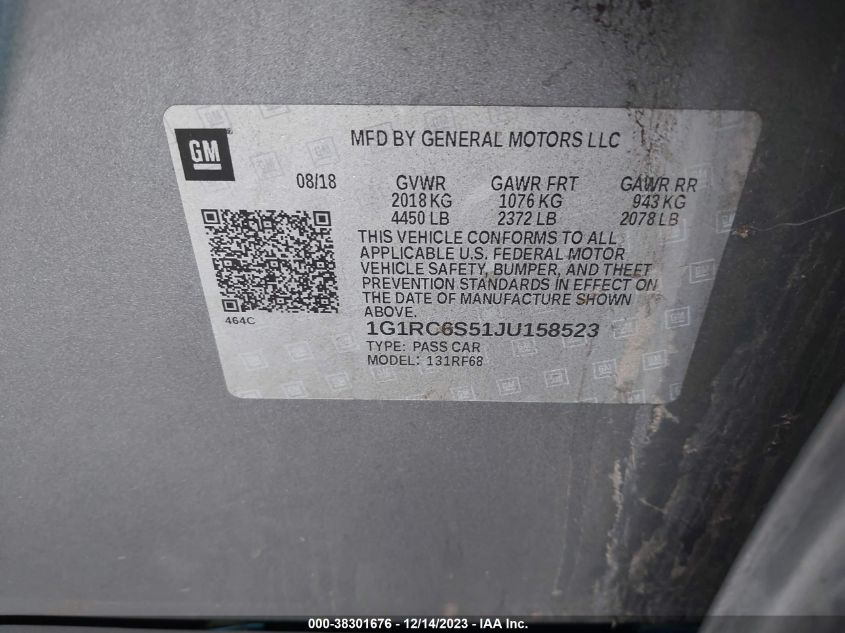 GM
MFD BY GENERAL MOTORS LLC
08/18 GVWR GAWR FRT GAWR RR
2018 KG 1076 KG 943 KG
4450 LB 2372 LB 2078 LB
THIS VEHICLE CONFORMS TO ALL
APPLICABLE U.S. FEDERAL MOTOR
VEHICLE SAFETY, BUMPER, AND THEFT
PREVENTION STANDARDS IN EFFECT ON
THE DATE OF MANUFACTURE SHOWN
ABOVE.
464C
1G1RC6S51JU158523
TYPE: PASS CAR
MODEL: 131RF68
000-38301676 - 12/14/2023 - IAA Inc.